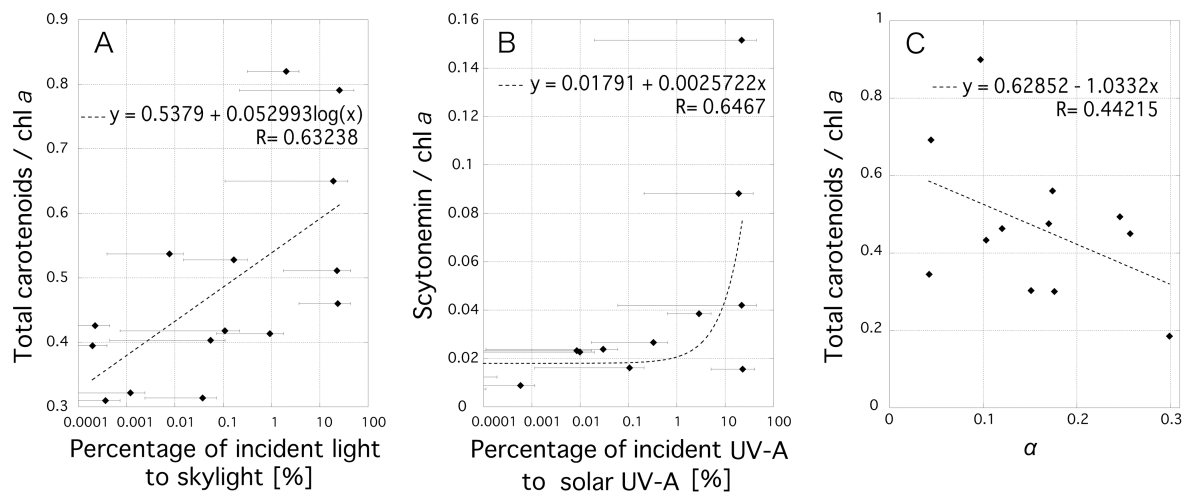 A
y = 0.5379 + 0.052993log(x)
R= 0.63238
Total carotenoids / chl a
0.9
0.8
0.7
0.6
0.5
0.4
0.3
0.0001 0.001 0.01 0.1 1 10 100
Percentage of incident light
to skylight [%]
B
y = 0.01791 + 0.0025722x
R= 0.6467
Scytonemin / chl a
0.16
0.14
0.12
0.1
0.08
0.06
0.04
0.02
0
0.0001 0.001 0.01 0.1 1 10 100
Percentage of incident UV-A
to solar UV-A [%]
C
y = 0.62852 - 1.0332x
R= 0.44215
Total carotenoids / chl a
1
0.8
0.6
0.4
0.2
0
0 0.1 0.2 0.3
α